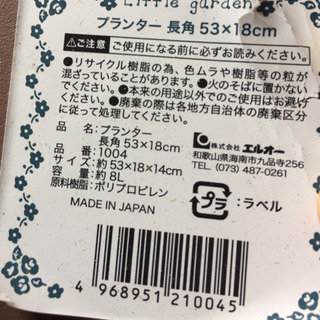 Little garden
プランター 長角 53×18cm
⚠ご注意 ご使用になる前に必ずお読みください。
●リサイクル樹脂の為、色ムラや樹脂等の粒が
混ざっていることがあります。●火のそばに置かない
でください。●本来の用途以外でのご使用はお避け
ください。●廃棄の際は各地方自治体の廃棄区分
に従って処理してください。
品名:プランター
長角 53×18cm
品番:1004
サイズ:約53×18×14cm
容量:約8L
原料樹脂:ポリプロピレン
MADE IN JAPAN
株式会社 エルオー
和歌山県海南市九品寺256
TEL (073) 487-0261
プラ :ラベル
4 968951 210045